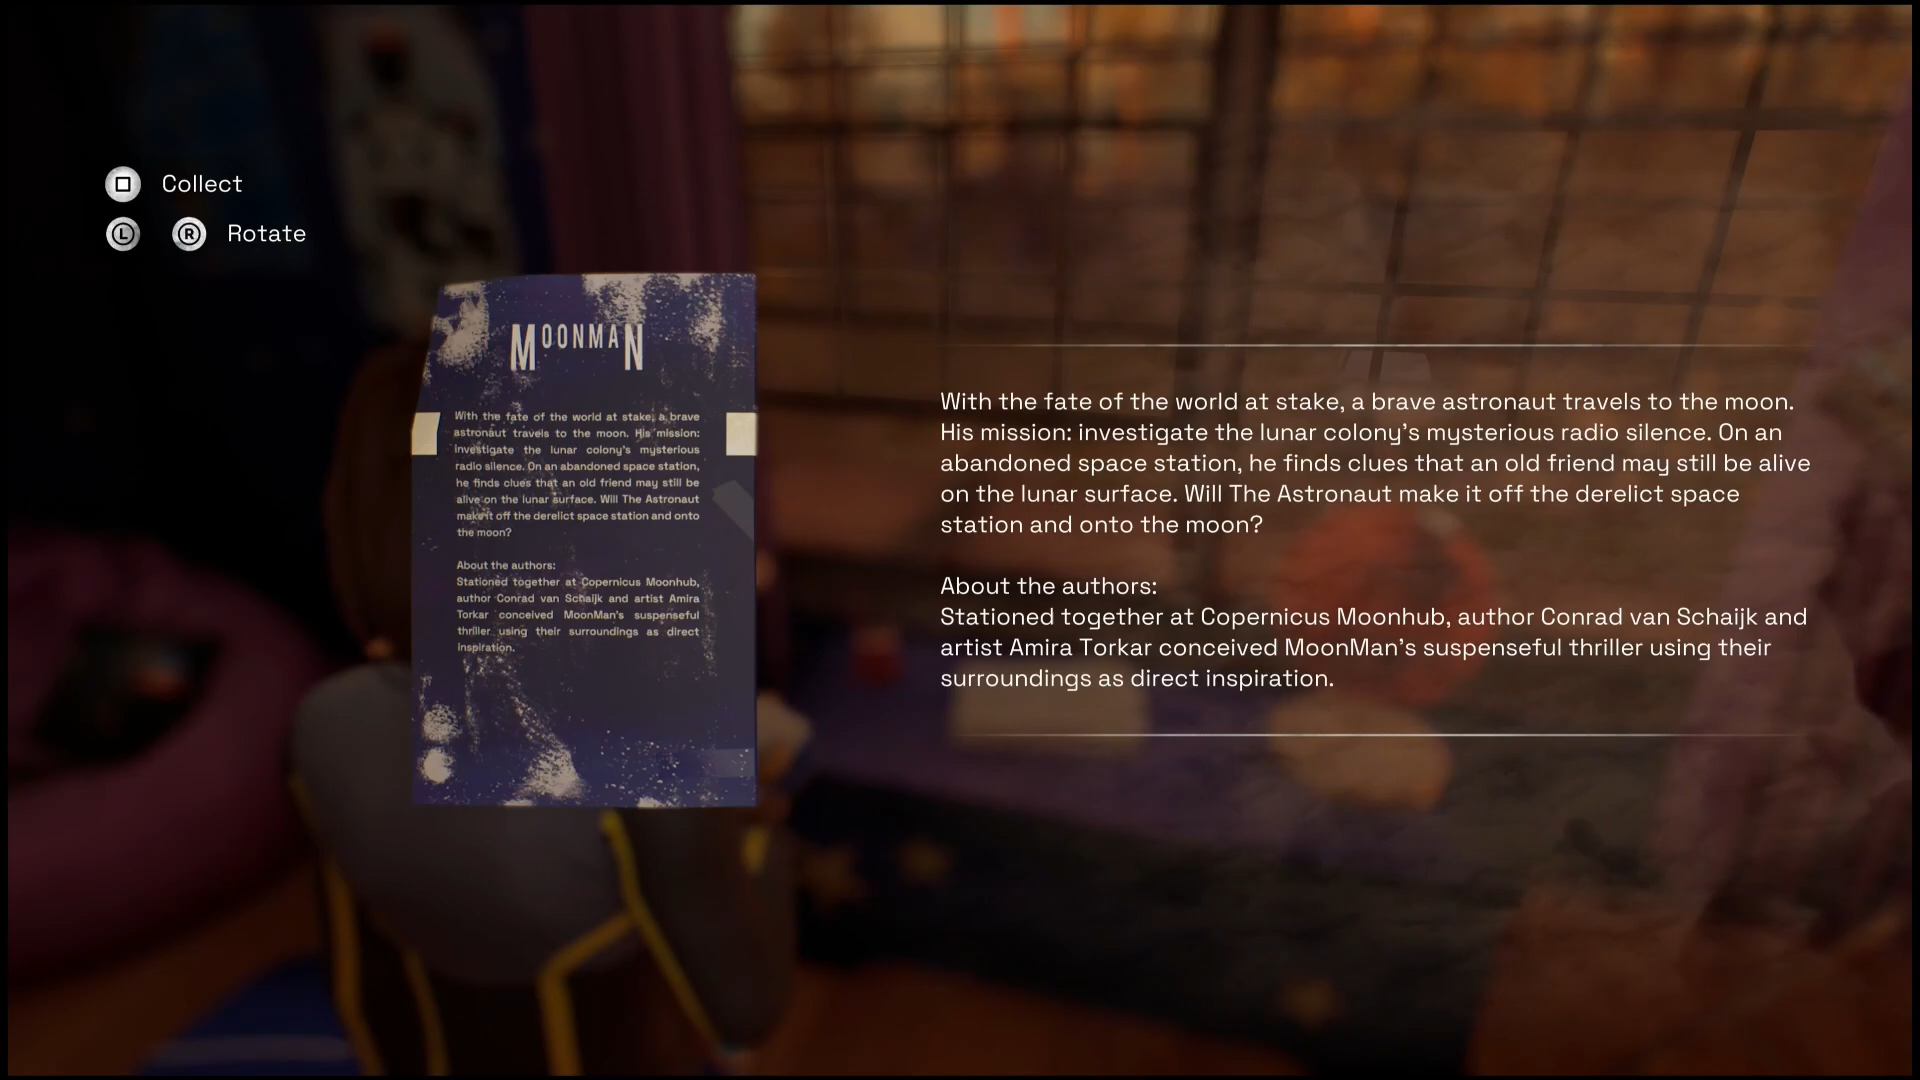 Collect
L R Rotate
MOONMAN
With the fate of the world at stake, a brave
astronaut travels to the moon. His mission:
investigate the lunar colony's mysterious
radio silence. On an abandoned space station,
he finds clues that an old friend may still be
alive on the lunar surface. Will The Astronaut
make it off the derelict space station and onto
the moon?
About the authors:
Stationed together at Copernicus Moonhub,
author Conrad van Schaijk and artist Amira
Torkar conceived MoonMan's suspenseful
thriller using their surroundings as direct
inspiration.
With the fate of the world at stake, a brave astronaut travels to the moon.
His mission: investigate the lunar colony's mysterious radio silence. On an
abandoned space station, he finds clues that an old friend may still be alive
on the lunar surface. Will The Astronaut make it off the derelict space
station and onto the moon?
About the authors:
Stationed together at Copernicus Moonhub, author Conrad van Schaijk and
artist Amira Torkar conceived MoonMan's suspenseful thriller using their
surroundings as direct inspiration.